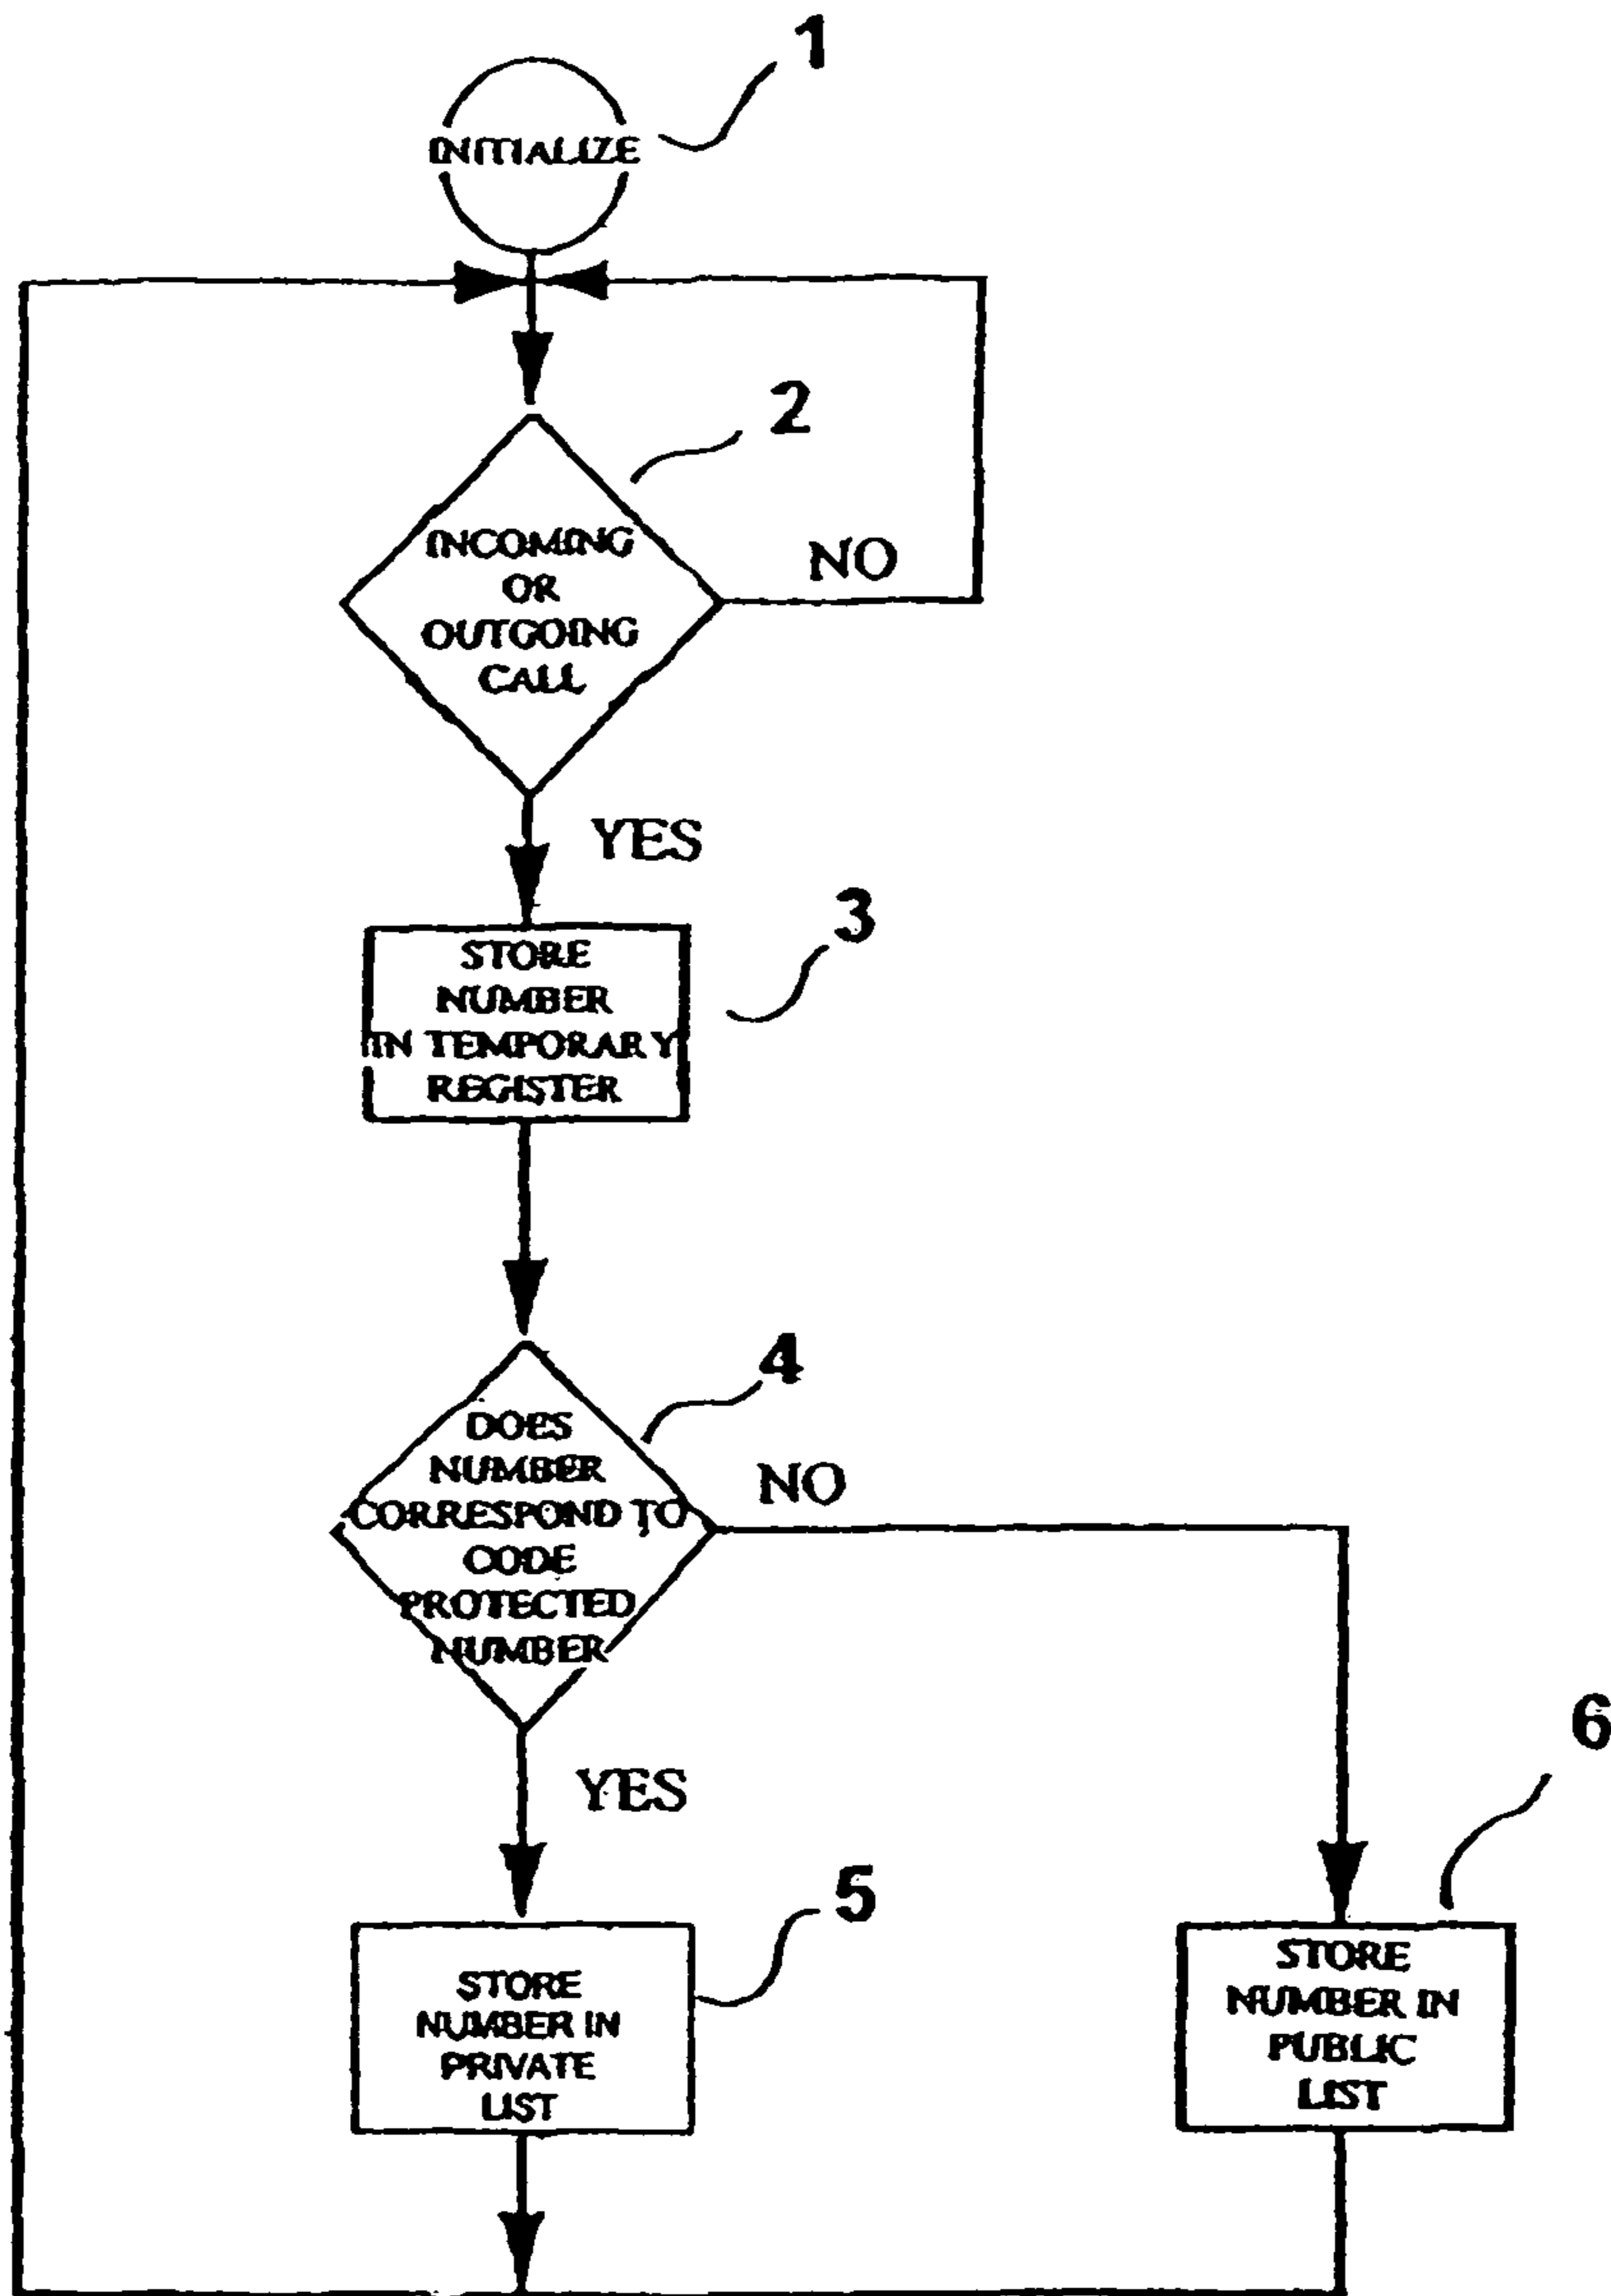 1
INITIALIZE
2
INCOMING
OR
OUTGOING
CALL
NO
YES
3
STORE
NUMBER
IN TEMPORARY
REGISTER
4
DOES
NUMBER
CORRESPOND TO
CODE
PROTECTED
NUMBER
NO
YES
5
STORE
NUMBER IN
PRIVATE
LIST
6
STORE
NUMBER IN
PUBLIC
LIST